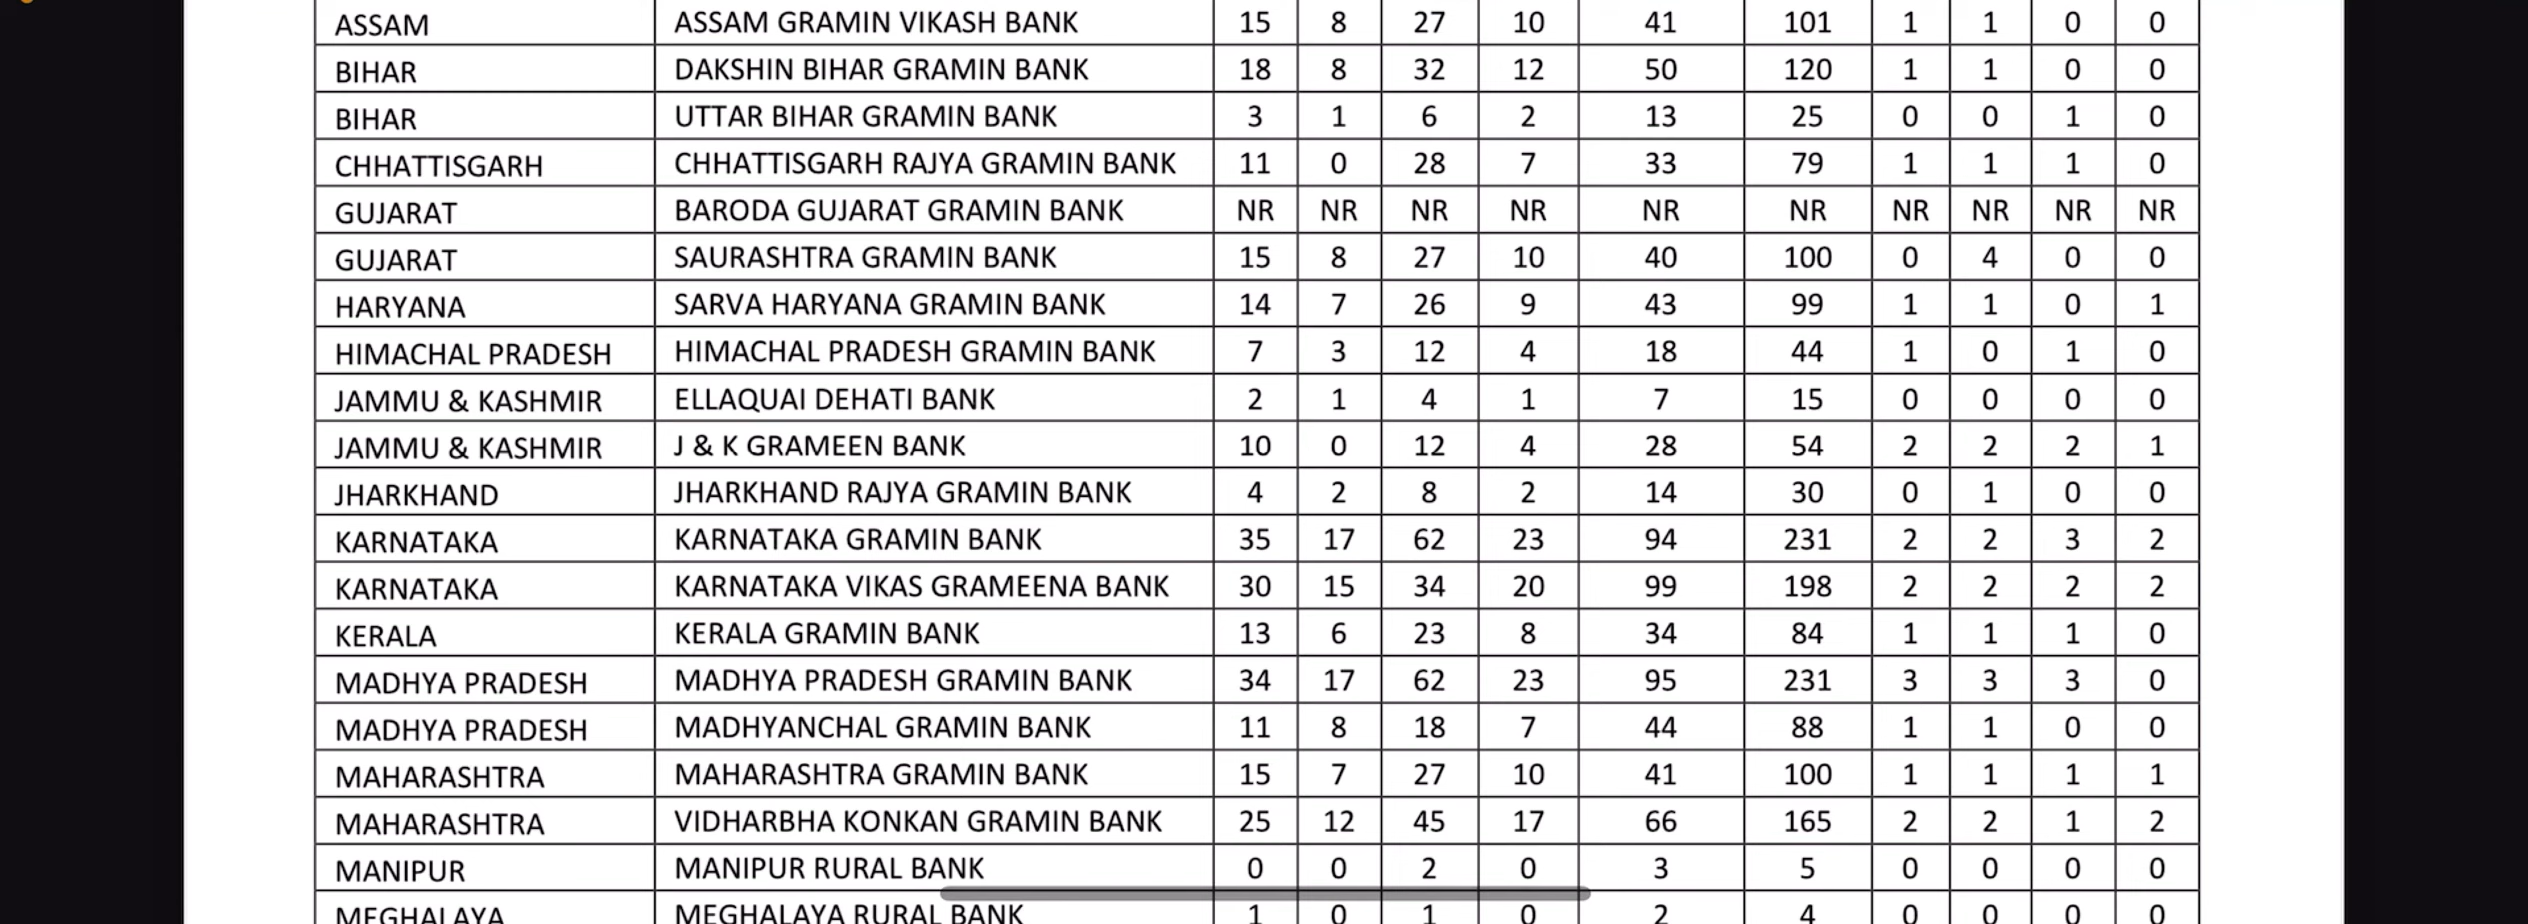 ASSAM ASSAM GRAMIN VIKASH BANK 15 8 27 10 41 101 1 1 0 0
BIHAR DAKSHIN BIHAR GRAMIN BANK 18 8 32 12 50 120 1 1 0 0
BIHAR UTTAR BIHAR GRAMIN BANK 3 1 6 2 13 25 0 0 1 0
CHHATTISGARH CHHATTISGARH RAJYA GRAMIN BANK 11 0 28 7 33 79 1 1 1 0
GUJARAT BARODA GUJARAT GRAMIN BANK NR NR NR NR NR NR NR NR NR NR
GUJARAT SAURASHTRA GRAMIN BANK 15 8 27 10 40 100 0 4 0 0
HARYANA SARVA HARYANA GRAMIN BANK 14 7 26 9 43 99 1 1 0 1
HIMACHAL PRADESH HIMACHAL PRADESH GRAMIN BANK 7 3 12 4 18 44 1 0 1 0
JAMMU & KASHMIR ELLAQUAI DEHATI BANK 2 1 4 1 7 15 0 0 0 0
JAMMU & KASHMIR J & K GRAMEEN BANK 10 0 12 4 28 54 2 2 2 1
JHARKHAND JHARKHAND RAJYA GRAMIN BANK 4 2 8 2 14 30 0 1 0 0
KARNATAKA KARNATAKA GRAMIN BANK 35 17 62 23 94 231 2 2 3 2
KARNATAKA KARNATAKA VIKAS GRAMEENA BANK 30 15 34 20 99 198 2 2 2 2
KERALA KERALA GRAMIN BANK 13 6 23 8 34 84 1 1 1 0
MADHYA PRADESH MADHYA PRADESH GRAMIN BANK 34 17 62 23 95 231 3 3 3 0
MADHYA PRADESH MADHYANCHAL GRAMIN BANK 11 8 18 7 44 88 1 1 0 0
MAHARASHTRA MAHARASHTRA GRAMIN BANK 15 7 27 10 41 100 1 1 1 1
MAHARASHTRA VIDHARBHA KONKAN GRAMIN BANK 25 12 45 17 66 165 2 2 1 2
MANIPUR MANIPUR RURAL BANK 0 0 2 0 3 5 0 0 0 0
MEGHALAYA MEGHALAYA RURAL BANK 1 0 1 0 2 4 0 0 0 0